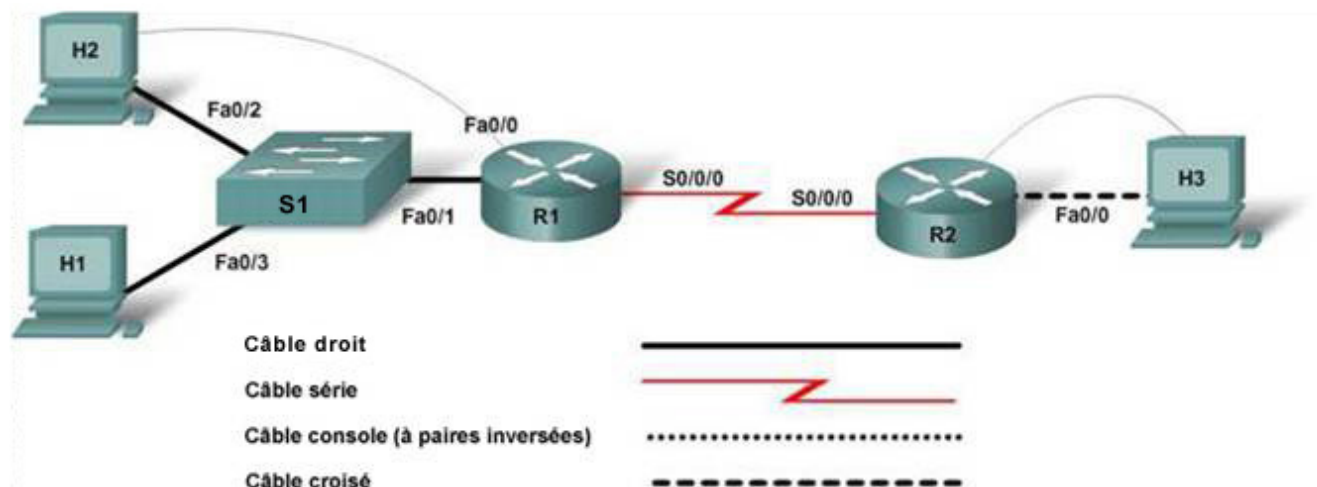 H2
Fa0/2
Fa0/0
S1
Fa0/1
R1
S0/0/0
S0/0/0
R2
Fa0/0
H3
H1
Fa0/3
Câble droit
Câble série
Câble console (à paires inversées)
Câble croisé